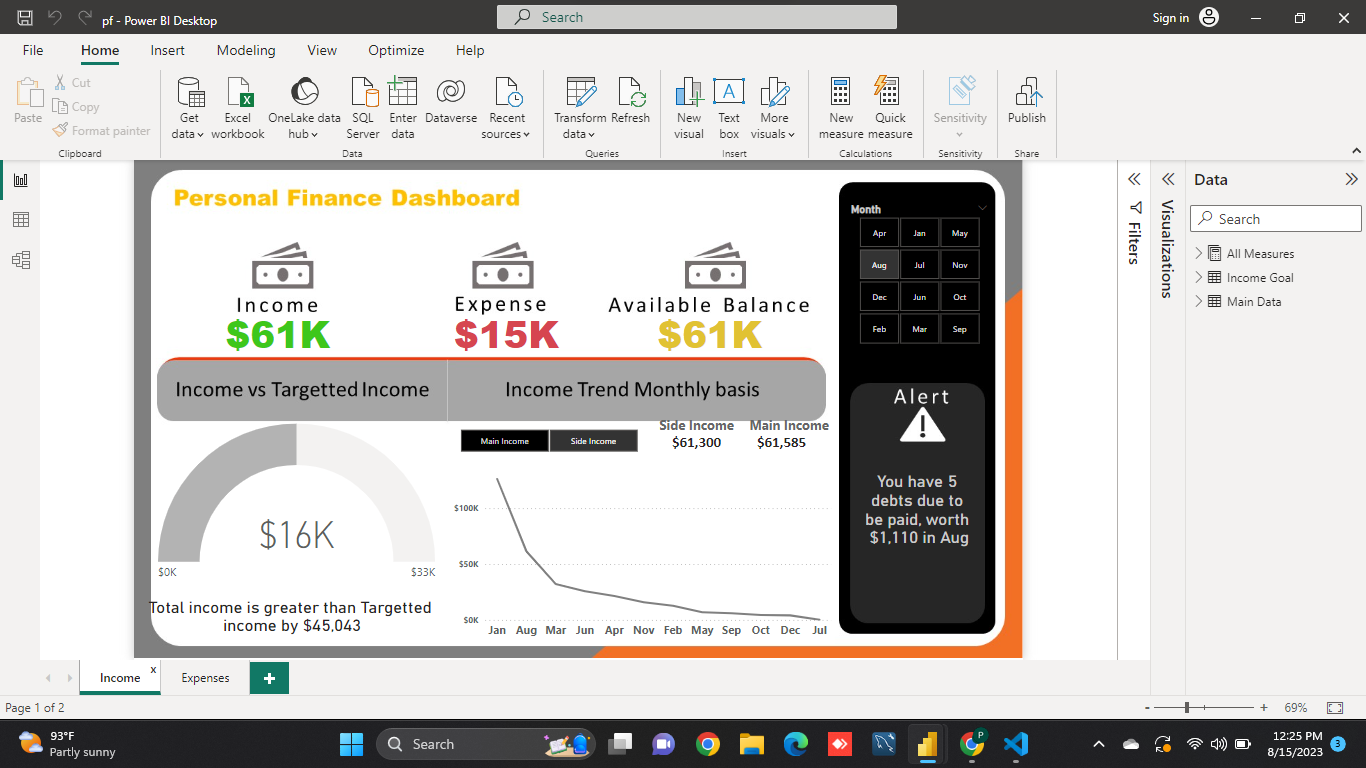 pf - Power BI Desktop
Search
Sign in
File Home Insert Modeling View Optimize Help
Paste
Cut
Copy
Format painter
Clipboard
Get data
Excel workbook
OneLake data hub
SQL Server
Enter data
Dataverse
Recent sources
Data
Transform data
Refresh
Queries
New visual
Text box
More visuals
Insert
New measure
Quick measure
Calculations
Sensitivity
Sensitivity
Publish
Share
Personal Finance Dashboard
Income
$61K
Expense
$15K
Available Balance
$61K
Income vs Targetted Income
Income Trend Monthly basis
$16K
$0K
$33K
Total income is greater than Targetted
income by $45,043
Main Income
Side Income
Side Income
$61,300
Main Income
$61,585
$100K
$50K
$0K
Jan Aug Mar Jun Apr Nov Feb May Sep Oct Dec Jul
Month
Apr Jan May
Aug Jul Nov
Dec Jun Oct
Feb Mar Sep
Alert
You have 5
debts due to
be paid, worth
$1,110 in Aug
Filters
Visualizations
Data
Search
All Measures
Income Goal
Main Data
Income x
Expenses
+
Page 1 of 2
- + 69%
93°F
Partly sunny
Search
P
12:25 PM
8/15/2023
3